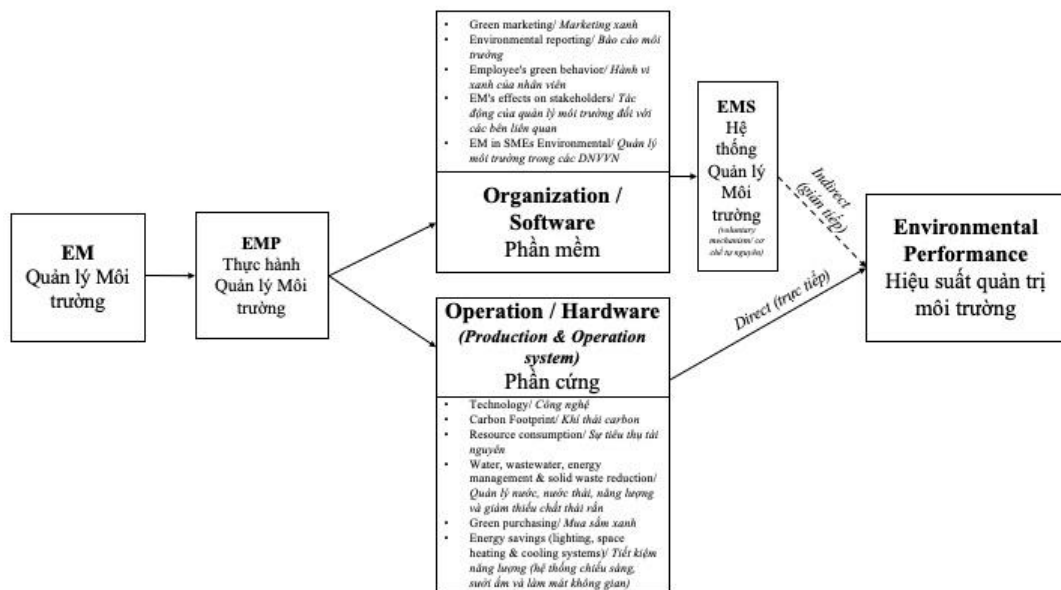 EM
Quản lý Môi
trường
EMP
Thực hành
Quản lý Môi
trường
• Green marketing/ Marketing xanh
• Environmental reporting/ Báo cáo môi
trường
• Employee's green behavior/ Hành vi
xanh của nhân viên
• EM's effects on stakeholders/ Tác
động của quản lý môi trường đối với
các bên liên quan
• EM in SMEs Environmental/ Quản lý
môi trường trong các DNVVN
Organization /
Software
Phần mềm
Operation / Hardware
(Production & Operation
system)
Phần cứng
• Technology/ Công nghệ
• Carbon Footprint/ Khí thải carbon
• Resource consumption/ Sự tiêu thụ tài
nguyên
• Water, wastewater, energy
management & solid waste reduction/
Quản lý nước, nước thải, năng lượng
và giảm thiểu chất thải rắn
• Green purchasing/ Mua sắm xanh
• Energy savings (lighting, space
heating & cooling systems)/ Tiết kiệm
năng lượng (hệ thống chiếu sáng,
sưởi ấm và làm mát không gian)
EMS
Hệ
thống
Quản lý
Môi
trường
(voluntary
mechanism/ cơ
chế tự nguyện)
Indirect
(gián tiếp)
Direct (trực tiếp)
Environmental
Performance
Hiệu suất quản trị
môi trường